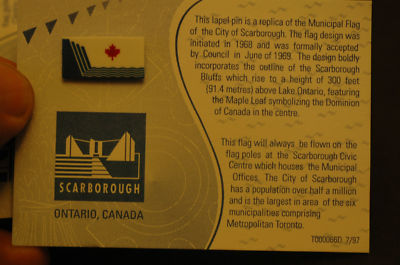 This lapel pin is a replica of the Municipal Flag
of the City of Scarborough. The flag design was
initiated in 1968 and was formally accepted
by Council in June of 1969. The design boldly
incorporates the outline of the Scarborough
Bluffs which rise to a height of 300 feet
(91.4 metres) above Lake Ontario, featuring
the Maple Leaf symbolizing the Dominion
of Canada in the centre.
This flag will always be flown on the
flag poles at the Scarborough Civic
Centre which houses the Municipal
Offices. The City of Scarborough
has a population over half a million
and is the largest in area of the six
municipalities comprising
Metropolitan Toronto.
T000066D 7/97
SCARBOROUGH
ONTARIO, CANADA